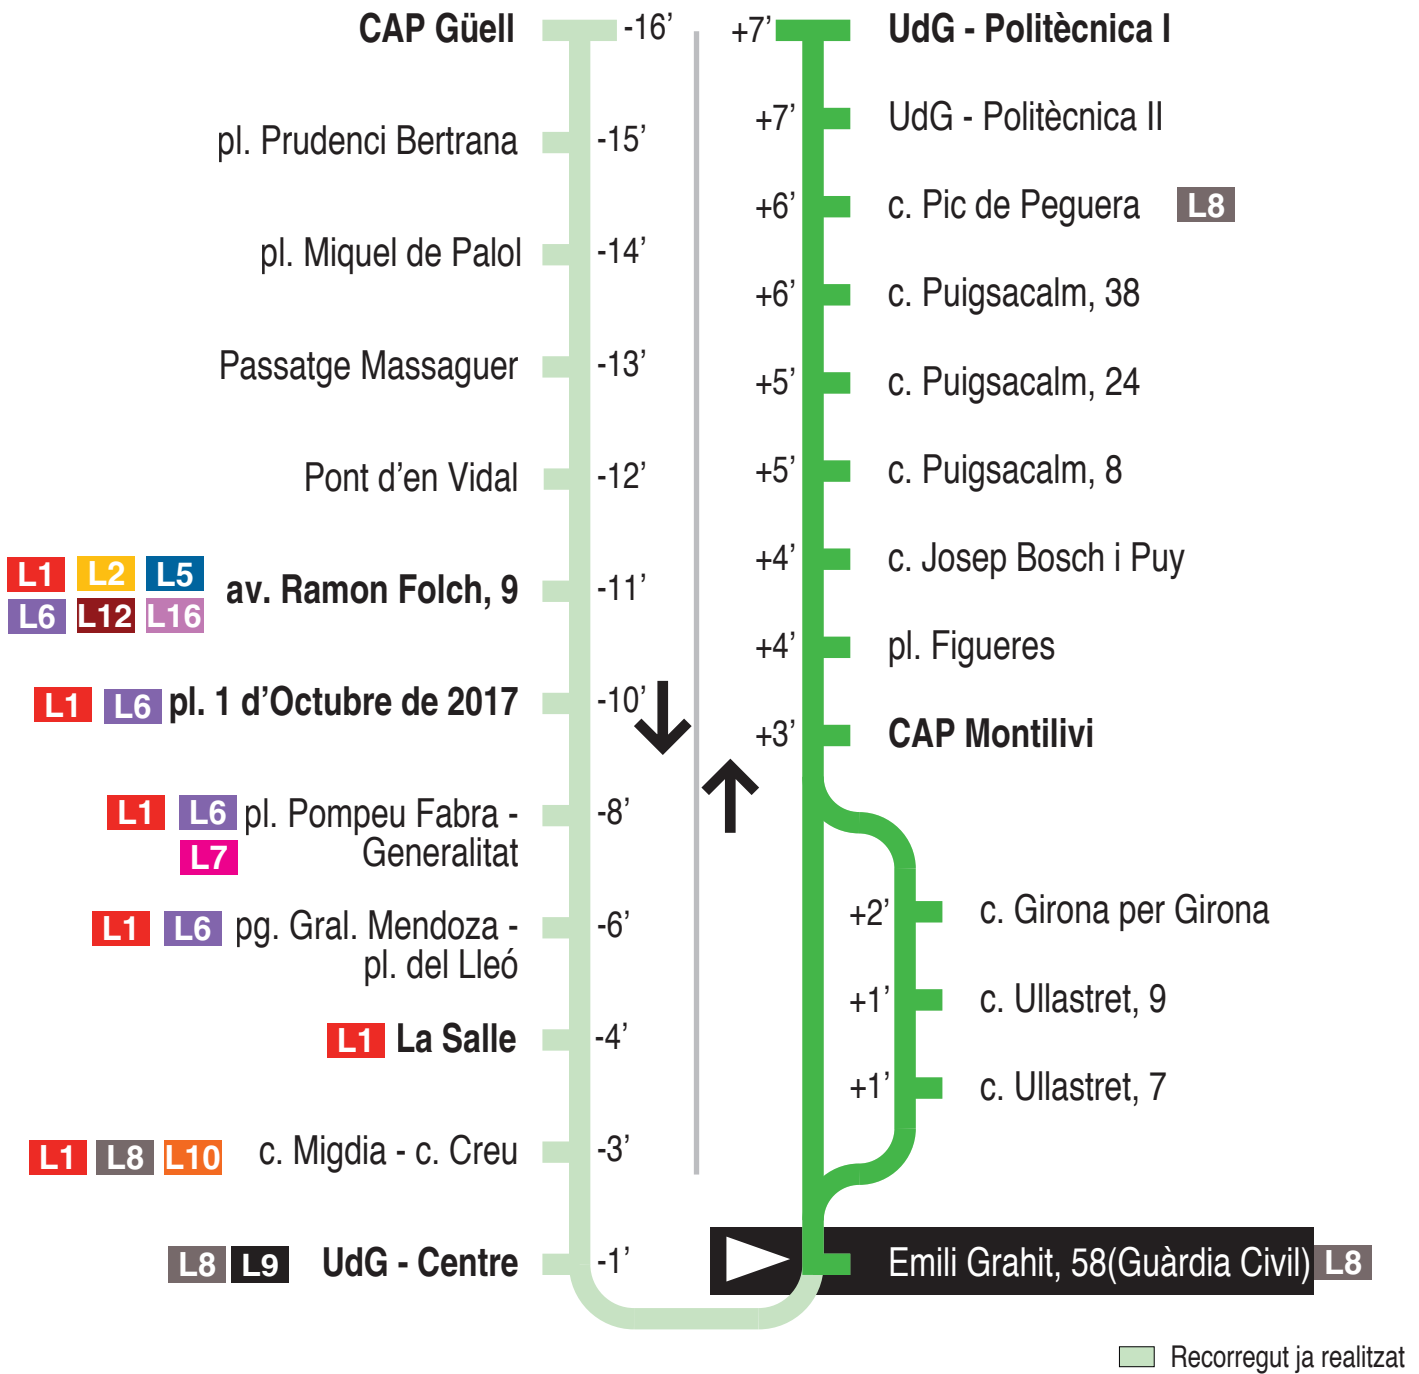 CAP Güell -16’
pl. Prudenci Bertrana -15’
pl. Miquel de Palol -14’
Passatge Massaguer -13’
Pont d’en Vidal -12’
L1 L2 L5
L6 L12 L16
av. Ramon Folch, 9 -11’
L1 L6 pl. 1 d’Octubre de 2017 -10’
L1 L6 pl. Pompeu Fabra - -8’
L7 Generalitat
L1 L6 pg. Gral. Mendoza - -6’
pl. del Lleó
L1 La Salle -4’
L1 L8 L10 c. Migdia - c. Creu -3’
L8 L9 UdG - Centre -1’
+7’ UdG - Politècnica I
+7’ UdG - Politècnica II
+6’ c. Pic de Peguera L8
+6’ c. Puigsacalm, 38
+5’ c. Puigsacalm, 24
+5’ c. Puigsacalm, 8
+4’ c. Josep Bosch i Puy
+4’ pl. Figueres
+3’ CAP Montilivi
+2’ c. Girona per Girona
+1’ c. Ullastret, 9
+1’ c. Ullastret, 7
Emili Grahit, 58(Guàrdia Civil) L8
Recorregut ja realitzat